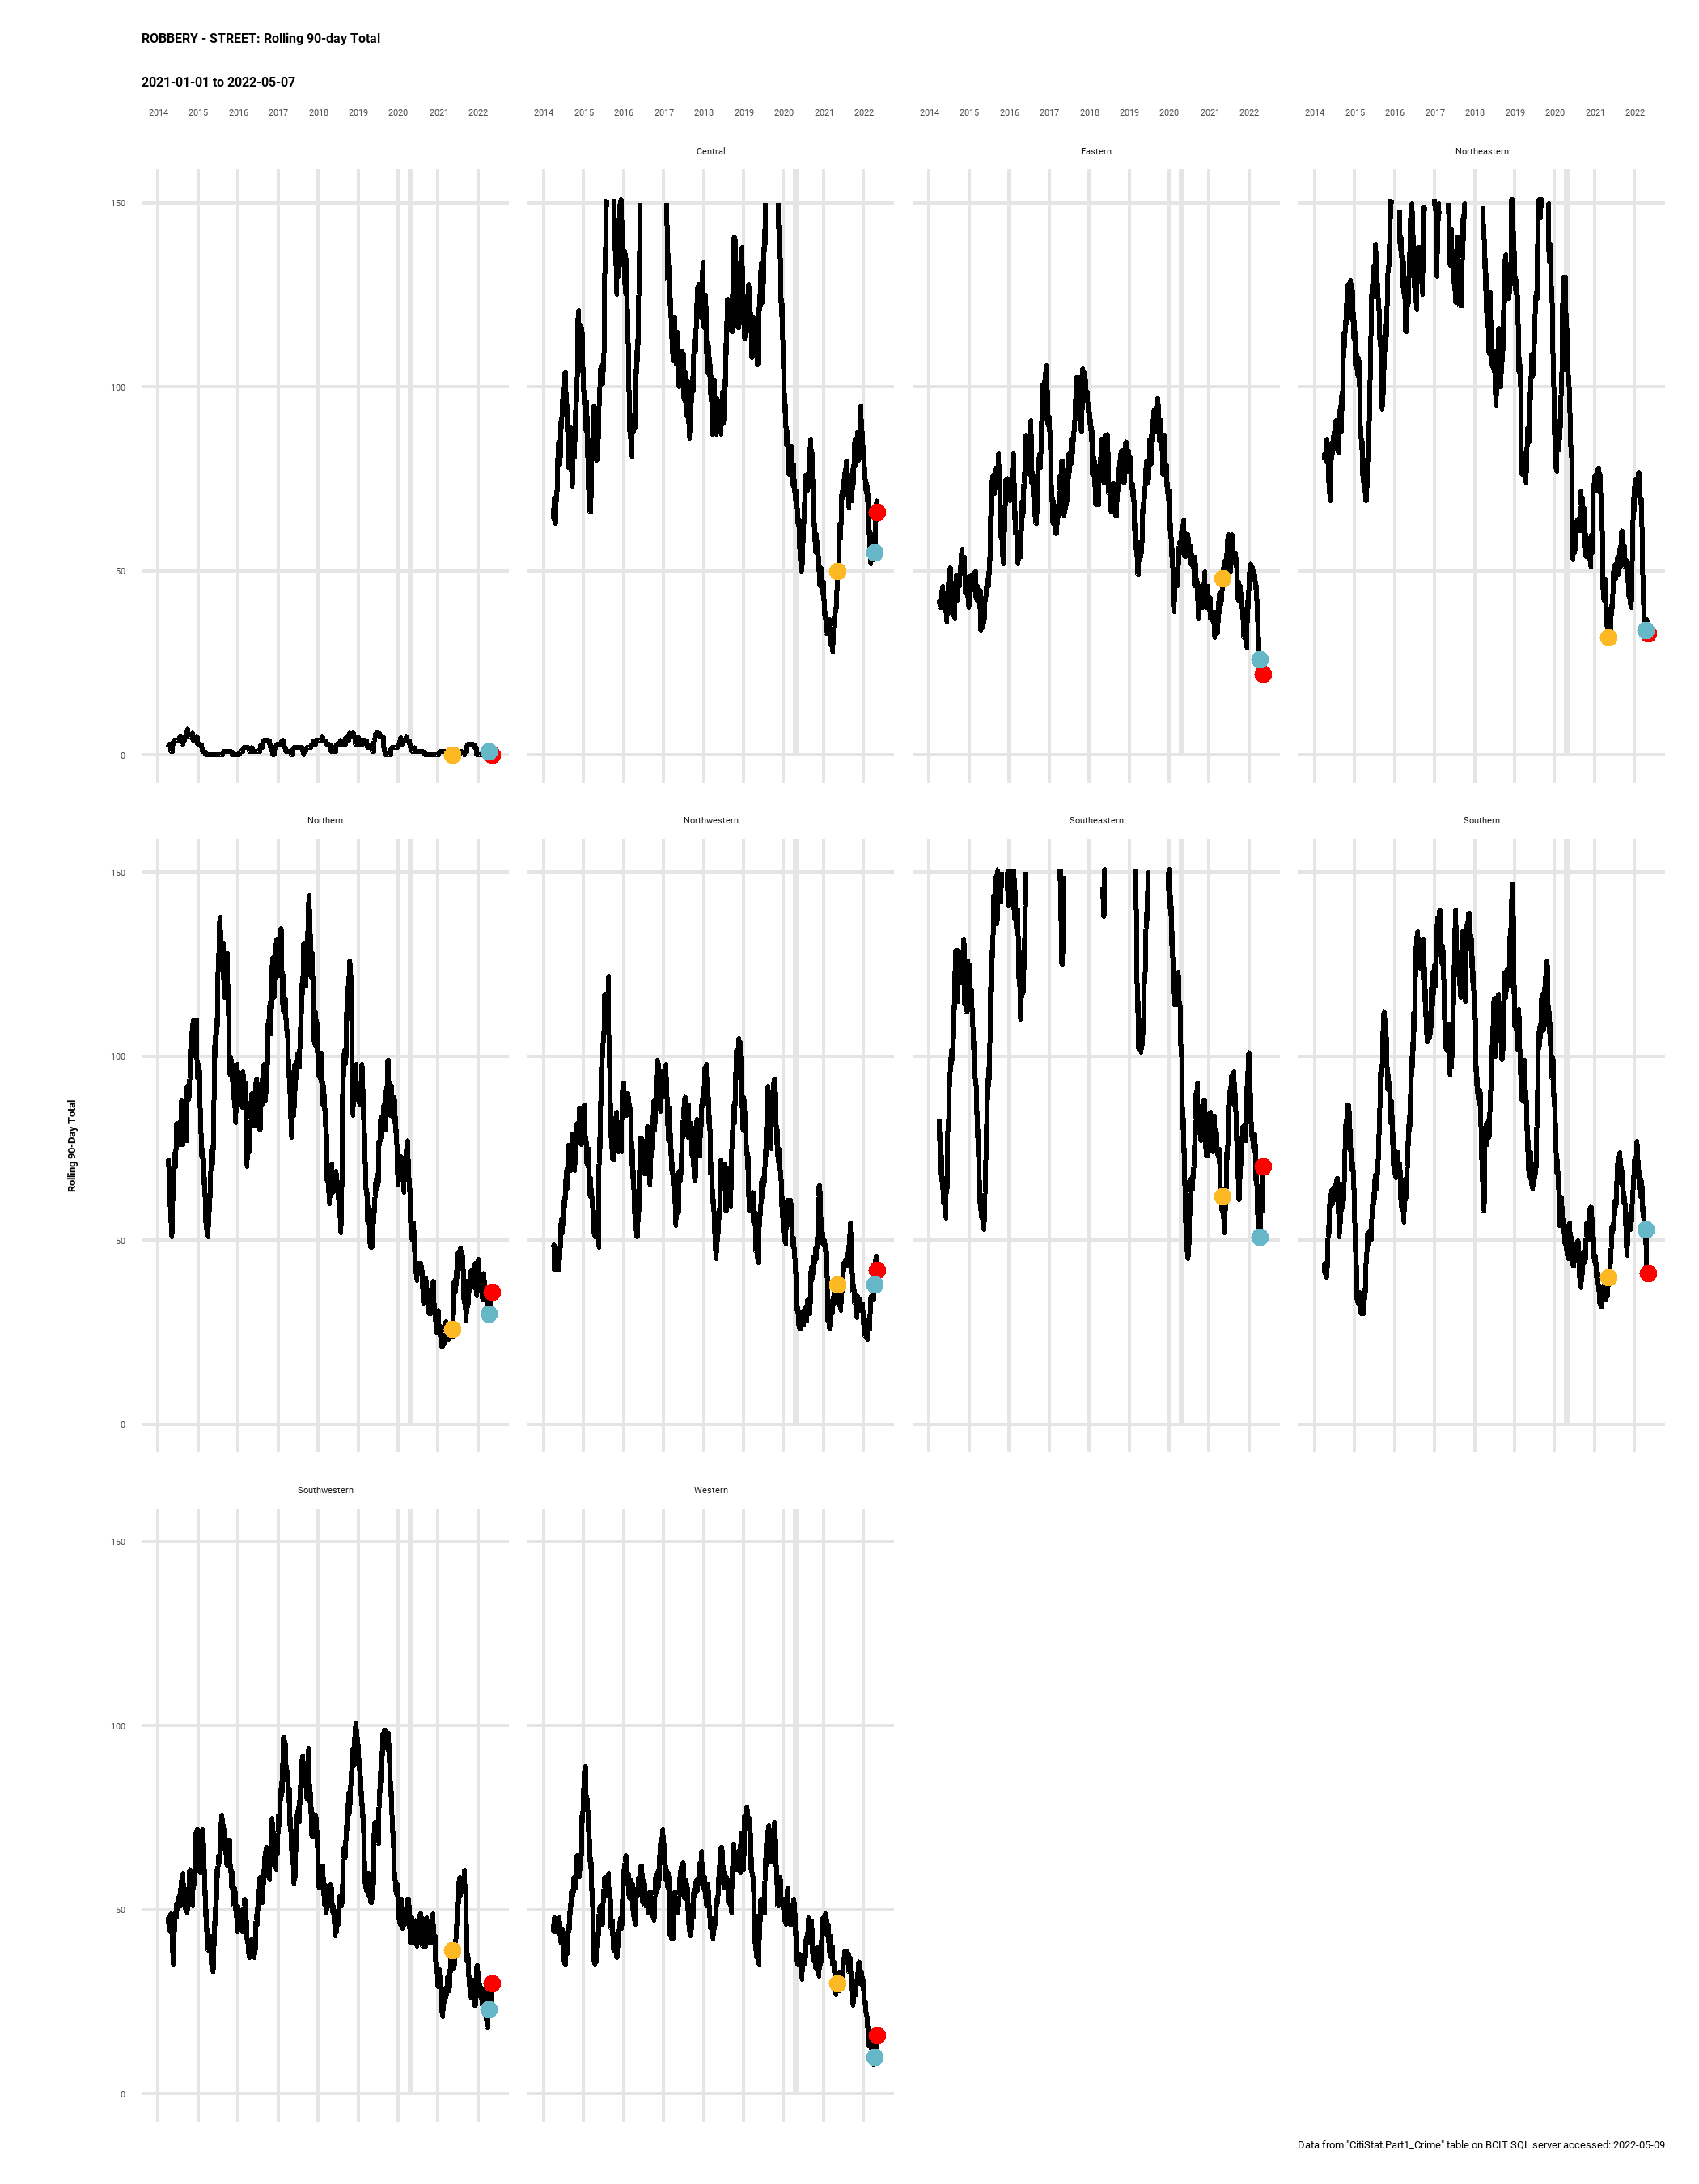 ROBBERY - STREET: Rolling 90-day Total
2021-01-01 to 2022-05-07
2014 2015 2016 2017 2018 2019 2020 2021 2022 2014 2015 2016 2017 2018 2019 2020 2021 2022 2014 2015 2016 2017 2018 2019 2020 2021 2022 2014 2015 2016 2017 2018 2019 2020 2021 2022
Central Eastern Northeastern
150
100
50
0
Northern Northwestern Southeastern Southern
150
100
50
0
Rolling 90-Day Total
Southwestern Western
150
100
50
0
Data from "CitiStat.Part1_Crime" table on BCIT SQL server accessed: 2022-05-09